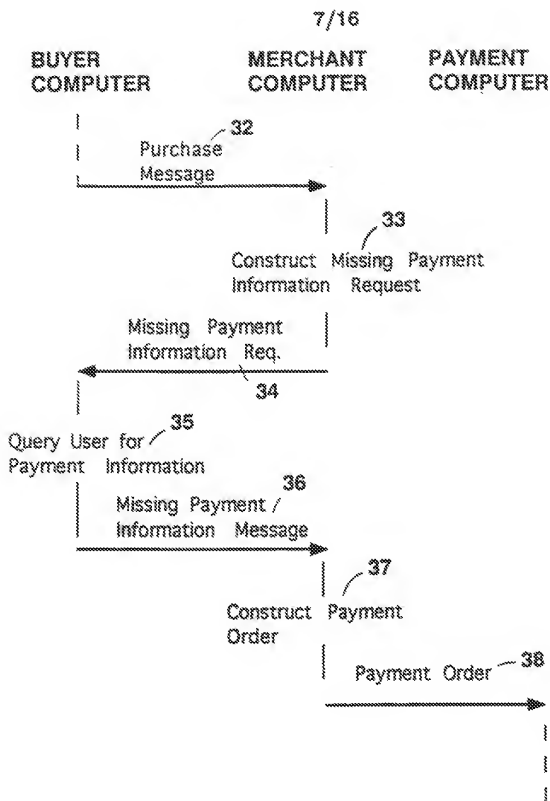 7/16
BUYER MERCHANT PAYMENT
COMPUTER COMPUTER COMPUTER
32
Purchase
Message
33
Construct Missing Payment
Information Request
Missing Payment
Information Req.
34
35
Query User for
Payment Information
36
Missing Payment
Information Message
37
Construct Payment
Order
Payment Order 38